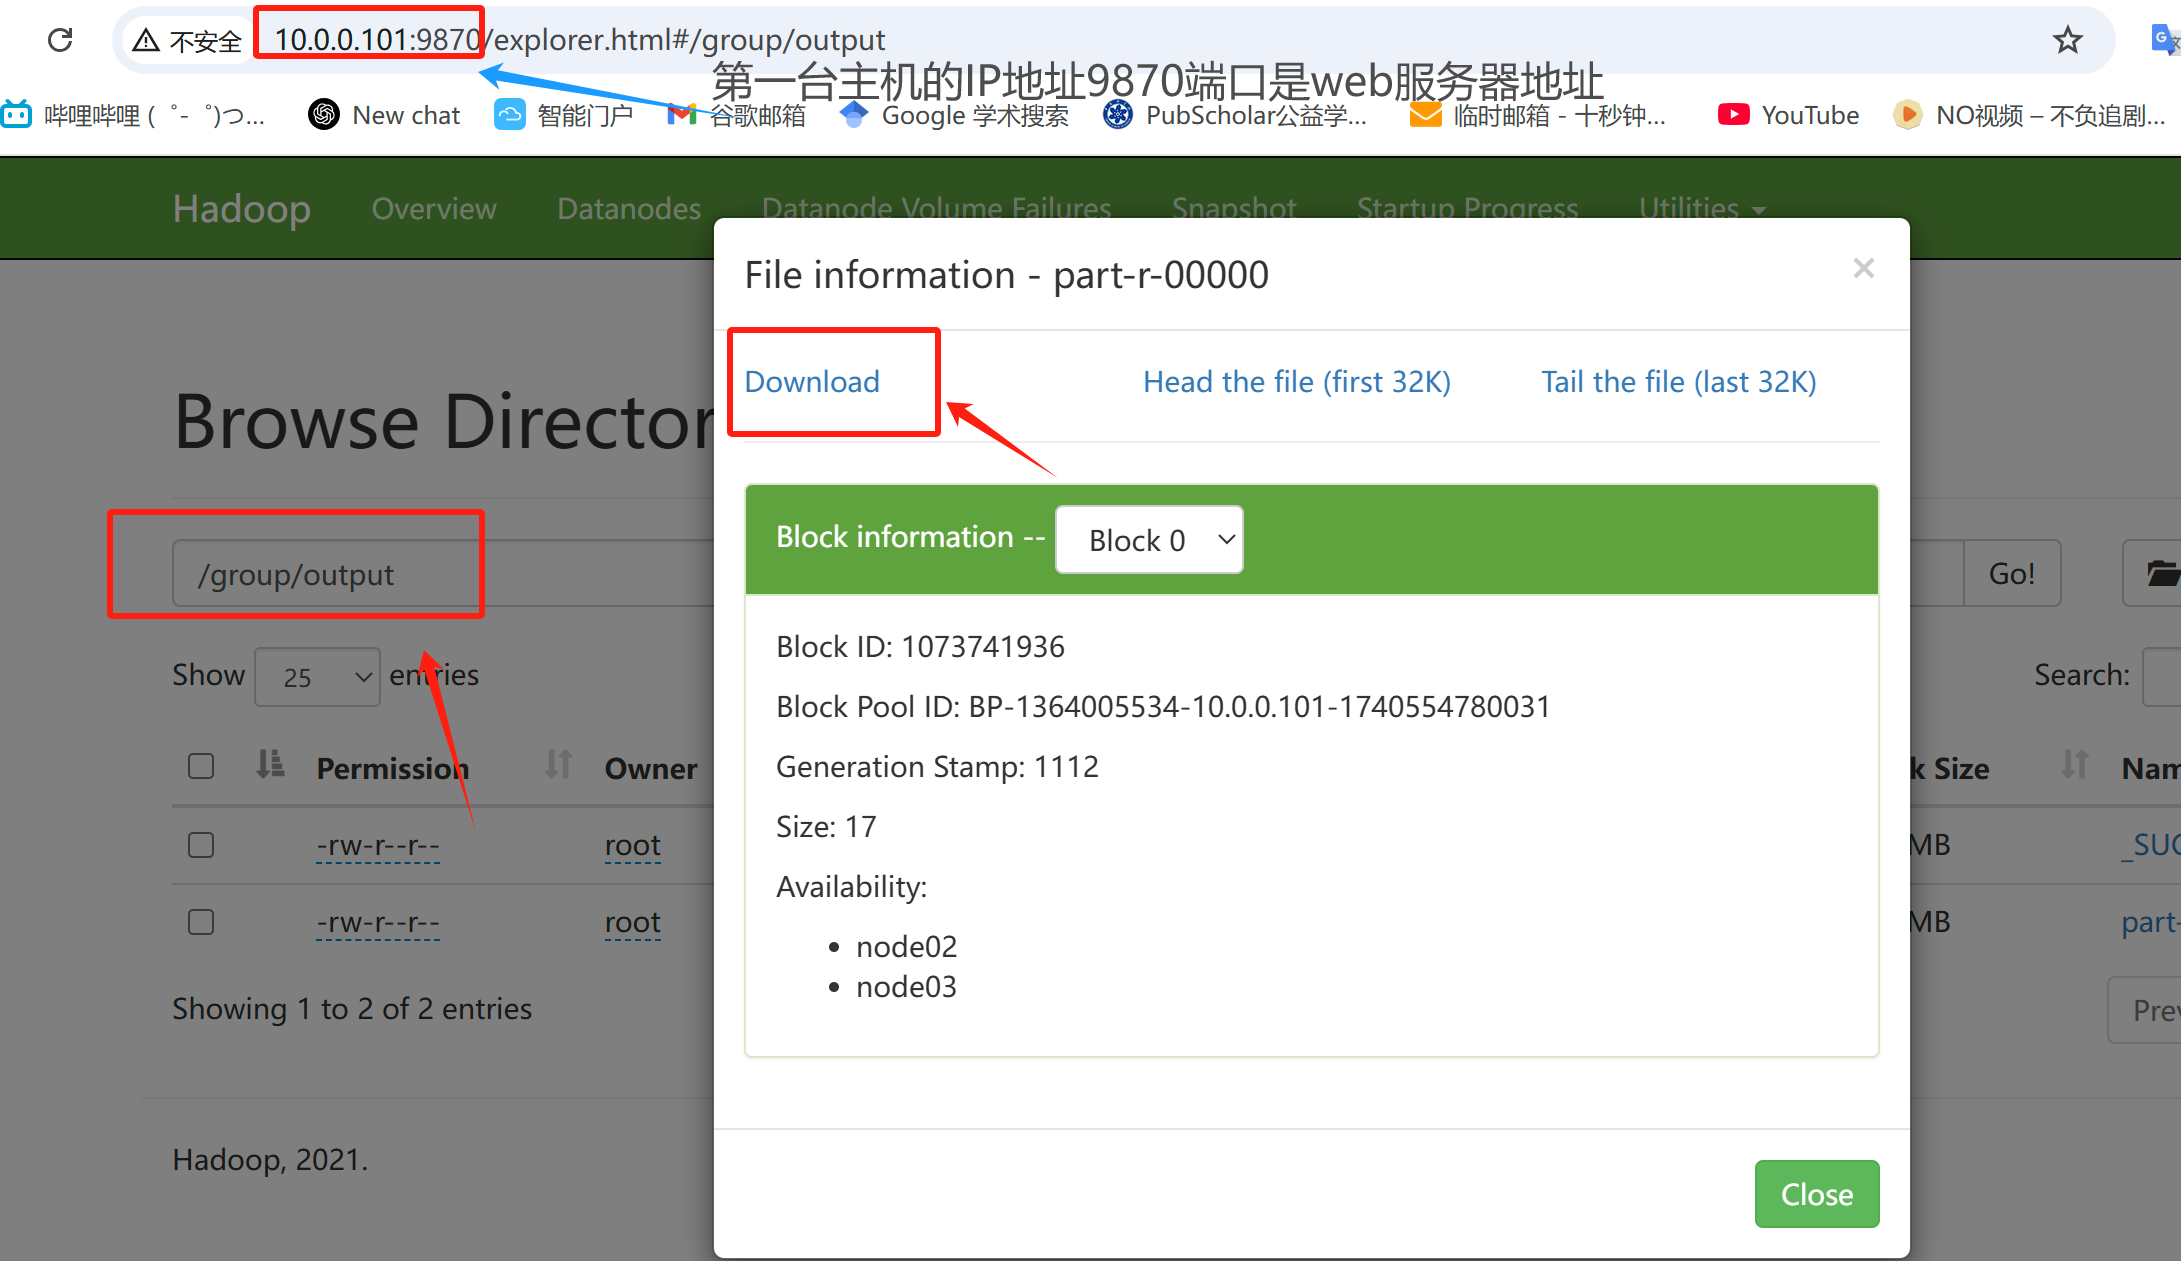 不安全 10.0.0.101:9870/explorer.html#/group/output
第一台主机的IP地址9870端口是web服务器地址
哔哩哔哩 (゜-゜)つ... New chat 智能门户 谷歌邮箱 Google 学术搜索 PubScholar公益学... 临时邮箱 - 十秒钟... YouTube NO视频 – 不负追剧...
Hadoop Overview Datanodes Datanode Volume Failures Snapshot Startup Progress Utilities
File information - part-r-00000
Download Head the file (first 32K) Tail the file (last 32K)
Browse Director
Block information -- Block 0
/group/output Go!
Block ID: 1073741936
Show 25 entries Search:
Block Pool ID: BP-1364005534-10.0.0.101-1740554780031
Generation Stamp: 1112
Permission Owner k Size Nam
Size: 17
-rw-r--r-- root MB _SUC
Availability:
-rw-r--r-- root MB part-
node02
node03
Showing 1 to 2 of 2 entries Prev
Hadoop, 2021.
Close